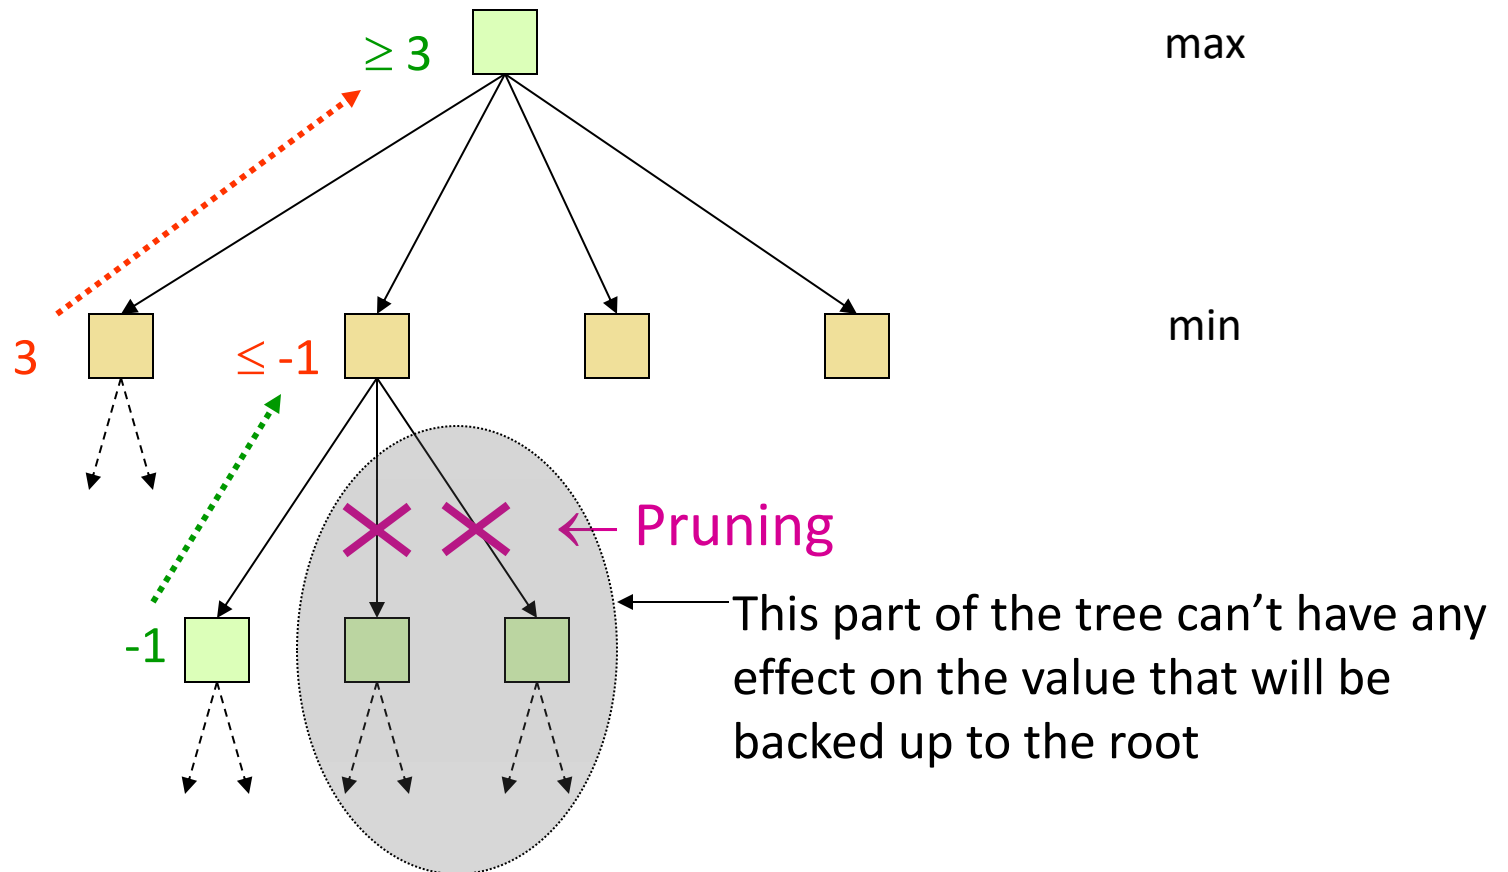 ≥ 3
max
min
3
≤ -1
← Pruning
-1
This part of the tree can’t have any
effect on the value that will be
backed up to the root